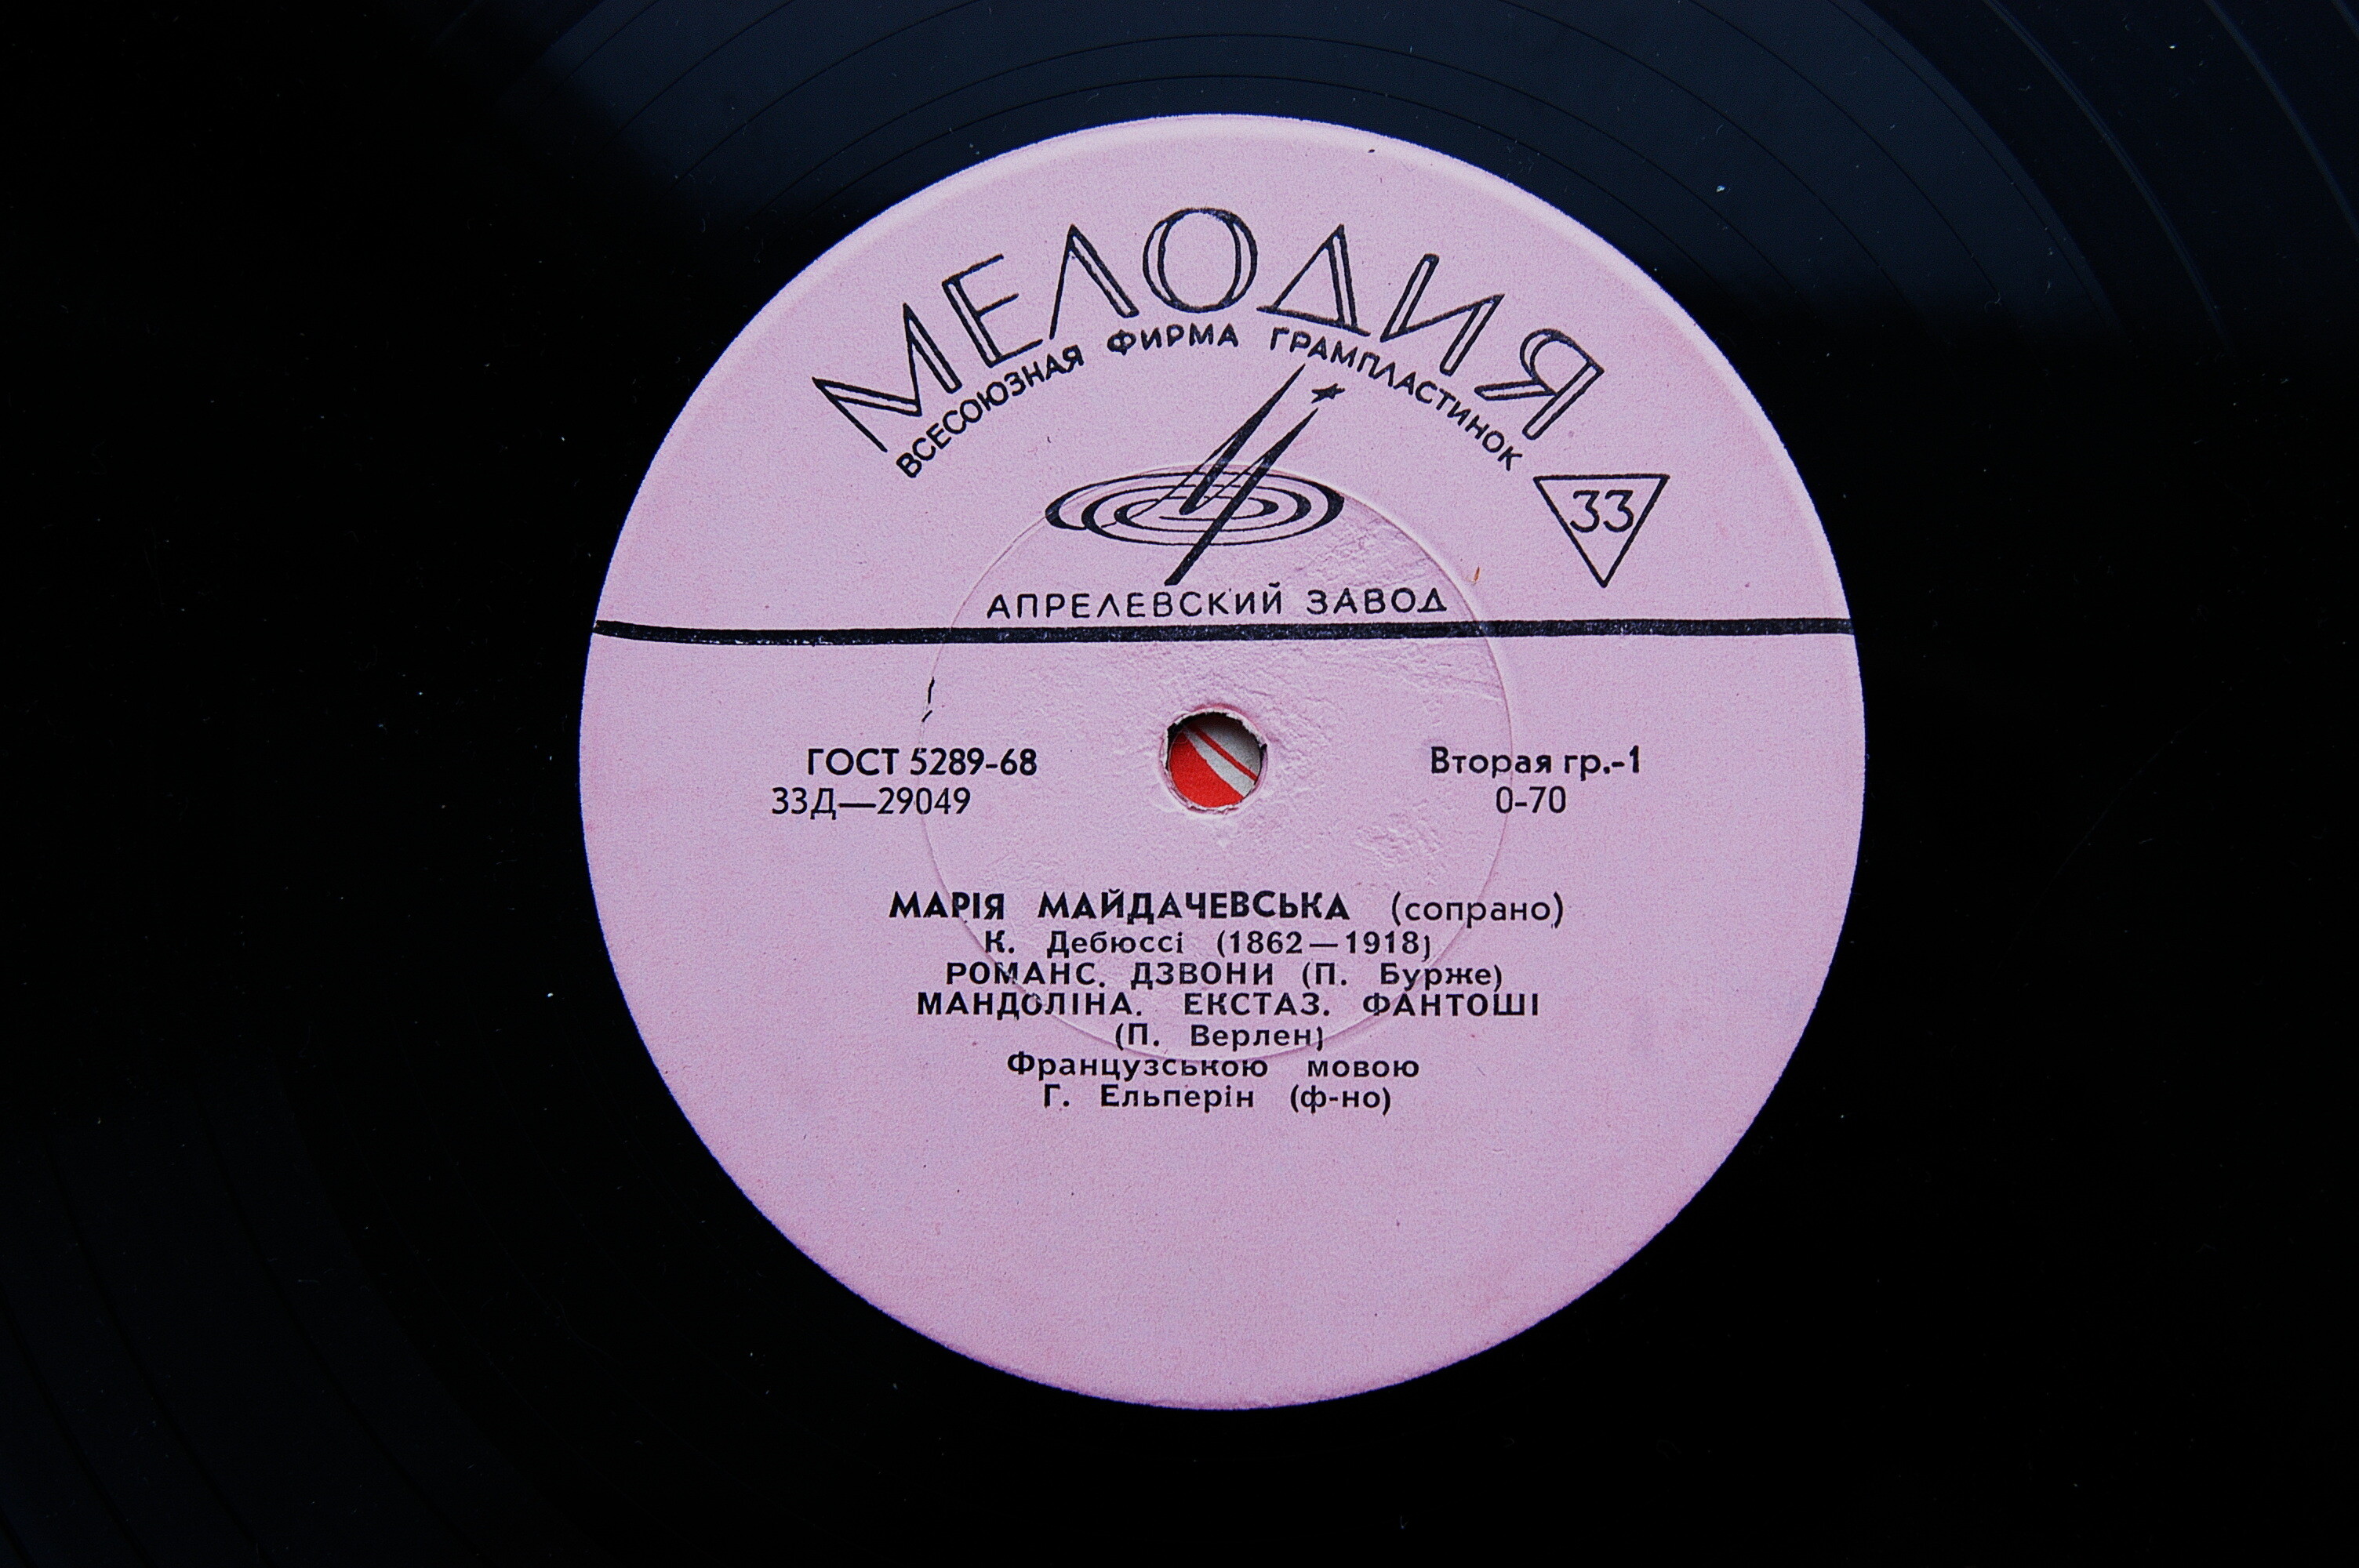 МЕЛОДИЯ
ВСЕСОЮЗНАЯ ФИРМА ГРАМПЛАСТИНОК
33
АПРЕЛЕВСКИЙ ЗАВОД
ГОСТ 5289-68
Вторая гр.-1
33Д—29049
0-70
МАРІЯ МАЙДАЧЕВСЬКА (сопрано)
К. Дебюссі (1862—1918)
РОМАНС. ДЗВОНИ (П. Бурже)
МАНДОЛІНА. ЕКСТАЗ. ФАНТОШІ
(П. Верлен)
Французською мовою
Г. Ельперін (ф-но)